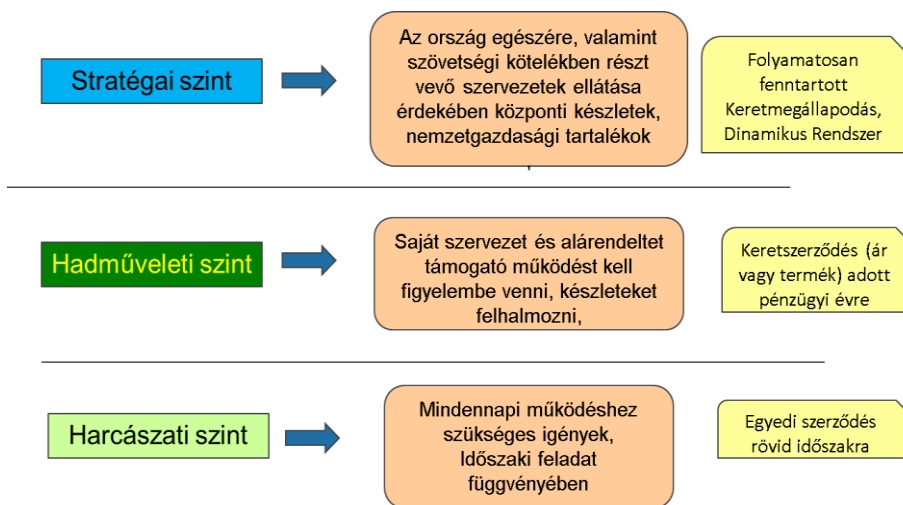 Stratégai szint
Az ország egészére, valamint
szövetségi kötelékben részt
vevő szervezetek ellátása
érdekében központi készletek,
nemzetgazdasági tartalékok
,
Folyamatosan
fenntartott
Keretmegállapodás,
Dinamikus Rendszer
Hadműveleti szint
Saját szervezet és alárendeltet
támogató működést kell
figyelembe venni, készleteket
felhalmozni,
Keretszerződés (ár
vagy termék) adott
pénzügyi évre
Harcászati szint
Mindennapi működéshez
szükséges igények,
Időszaki feladat
függvényében
Egyedi szerződés
rövid időszakra